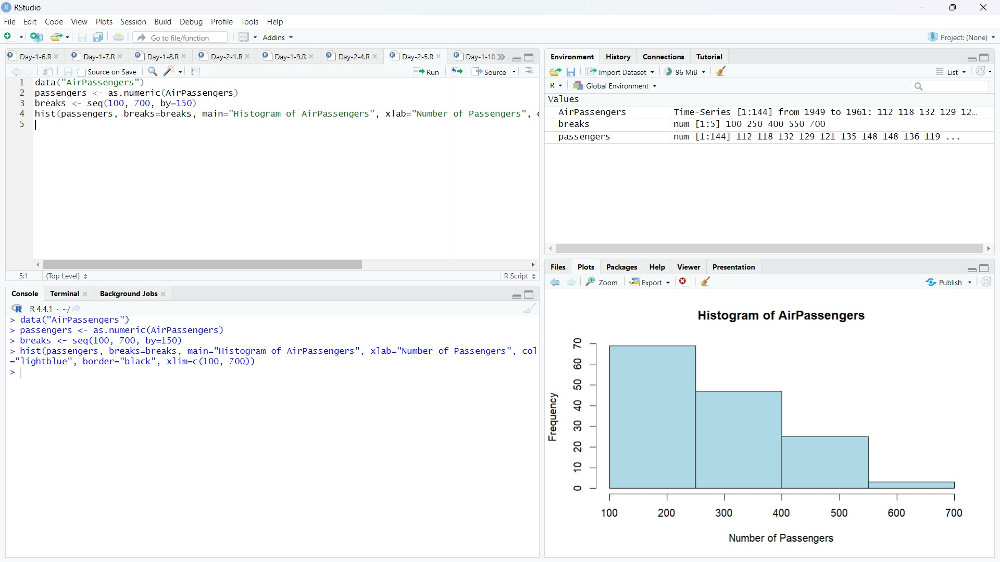 RStudio
File Edit Code View Plots Session Build Debug Profile Tools Help
Go to file/function Addins Project: (None)
Day-1-6.R Day-1-7.R Day-1-8.R Day-2-1.R Day-1-9.R Day-2-4.R Day-2-5.R Day-1-10
Source on Save Run Source
1 data("AirPassengers")
2 passengers <- as.numeric(AirPassengers)
3 breaks <- seq(100, 700, by=150)
4 hist(passengers, breaks=breaks, main="Histogram of AirPassengers", xlab="Number of Passengers", c
5
5:1 (Top Level) R Script
Console Terminal Background Jobs
R 4.4.1 · ~/
> data("AirPassengers")
> passengers <- as.numeric(AirPassengers)
> breaks <- seq(100, 700, by=150)
> hist(passengers, breaks=breaks, main="Histogram of AirPassengers", xlab="Number of Passengers", col
="lightblue", border="black", xlim=c(100, 700))
>
Environment History Connections Tutorial
Import Dataset 96 MiB List
R Global Environment
Values
AirPassengers Time-Series [1:144] from 1949 to 1961: 112 118 132 129 12...
breaks num [1:5] 100 250 400 550 700
passengers num [1:144] 112 118 132 129 121 135 148 148 136 119 ...
Files Plots Packages Help Viewer Presentation
Zoom Export Publish
Histogram of AirPassengers
Frequency
70
60
50
40
30
20
10
0
100 200 300 400 500 600 700
Number of Passengers